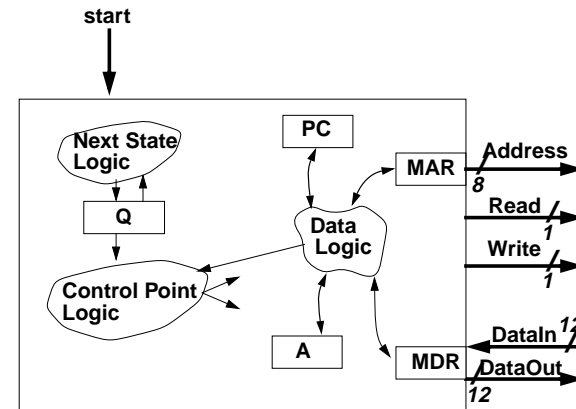 start
PC
Next State
Logic
Address
MAR
8
Q
Read
1
Data
Logic
Write
1
Control Point
Logic
12
DataIn
A
MDR
DataOut
12